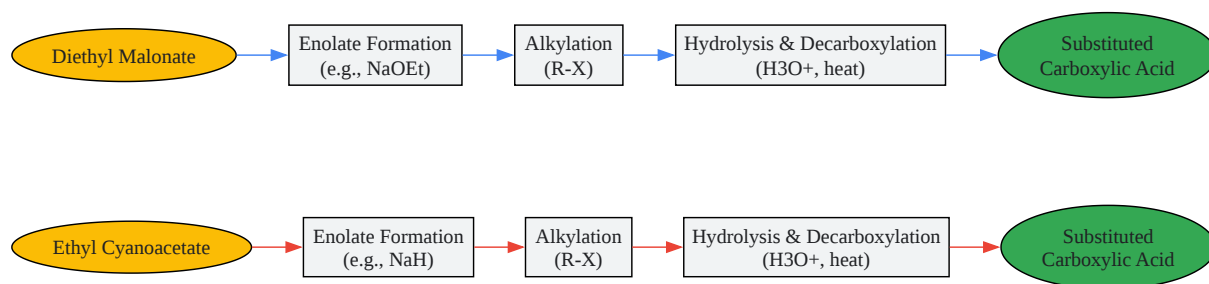 Diethyl Malonate
Enolate Formation
(e.g., NaOEt)
Alkylation
(R-X)
Hydrolysis & Decarboxylation
(H3O+, heat)
Substituted
Carboxylic Acid
Ethyl Cyanoacetate
Enolate Formation
(e.g., NaH)
Alkylation
(R-X)
Hydrolysis & Decarboxylation
(H3O+, heat)
Substituted
Carboxylic Acid